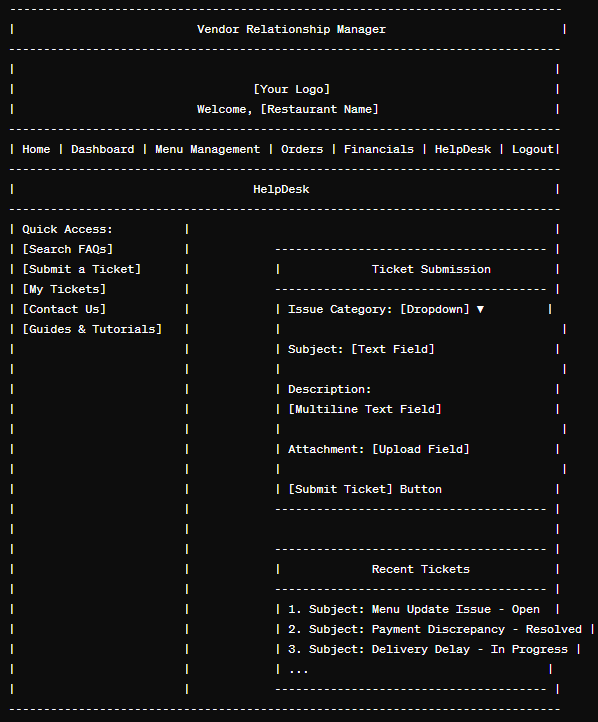 Vendor Relationship Manager
[Your Logo]
Welcome, [Restaurant Name]
| Home | Dashboard | Menu Management | Orders | Financials | HelpDesk | Logout|
HelpDesk
Quick Access:
[Search FAQs]
[Submit a Ticket]
[My Tickets]
[Contact Us]
[Guides & Tutorials]
Ticket Submission
Issue Category: [Dropdown] ▼
Subject: [Text Field]
Description:
[Multiline Text Field]
Attachment: [Upload Field]
[Submit Ticket] Button
Recent Tickets
1. Subject: Menu Update Issue - Open
2. Subject: Payment Discrepancy - Resolved
3. Subject: Delivery Delay - In Progress
...